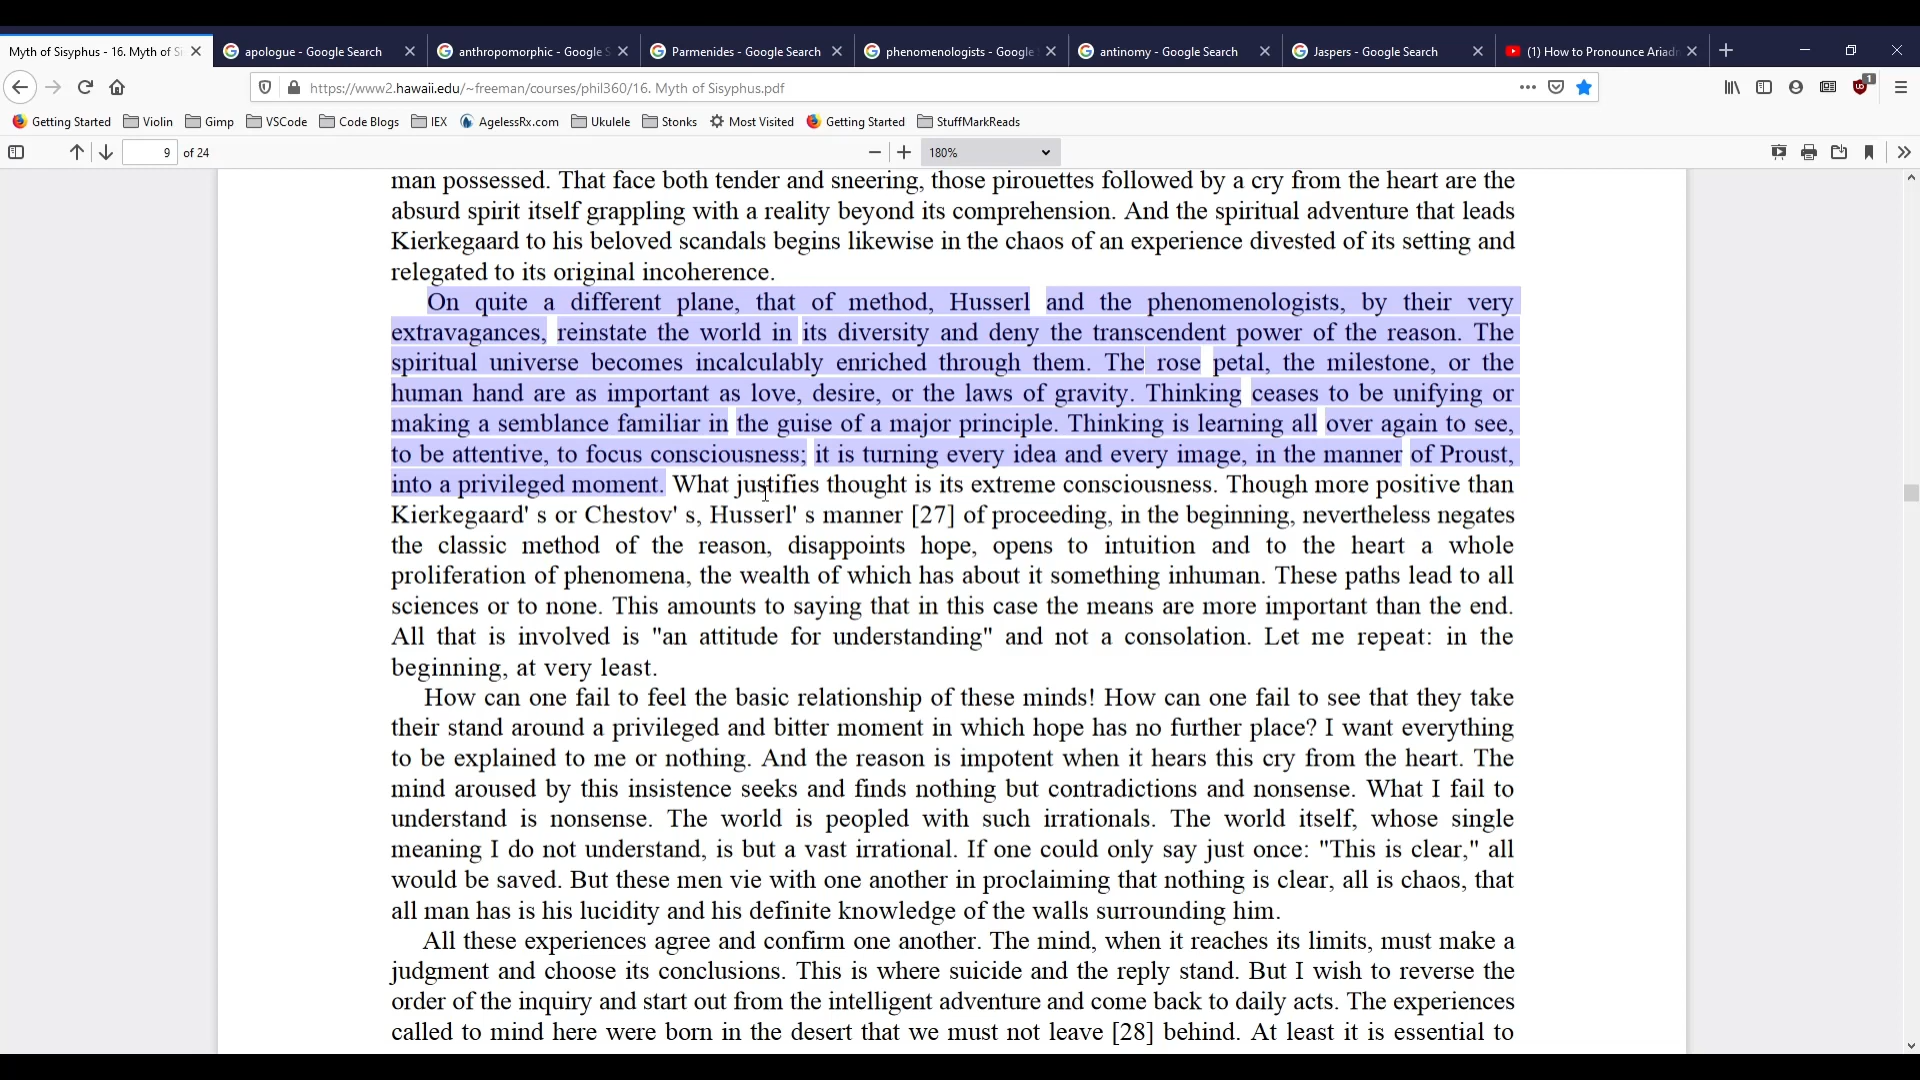 Myth of Sisyphus - 16. Myth of Si
apologue - Google Search
anthropomorphic - Google S
Parmenides - Google Search
phenomenologists - Google
antinomy - Google Search
Jaspers - Google Search
(1) How to Pronounce Ariadn
https://www2.hawaii.edu/~freeman/courses/phil360/16. Myth of Sisyphus.pdf
1
Getting Started
Violin
Gimp
VSCode
Code Blogs
IEX
AgelessRx.com
Ukulele
Stonks
Most Visited
Getting Started
StuffMarkReads
9 of 24
180%
man possessed. That face both tender and sneering, those pirouettes followed by a cry from the heart are the
absurd spirit itself grappling with a reality beyond its comprehension. And the spiritual adventure that leads
Kierkegaard to his beloved scandals begins likewise in the chaos of an experience divested of its setting and
relegated to its original incoherence.
On quite a different plane, that of method, Husserl and the phenomenologists, by their very
extravagances, reinstate the world in its diversity and deny the transcendent power of the reason. The
spiritual universe becomes incalculably enriched through them. The rose petal, the milestone, or the
human hand are as important as love, desire, or the laws of gravity. Thinking ceases to be unifying or
making a semblance familiar in the guise of a major principle. Thinking is learning all over again to see,
to be attentive, to focus consciousness; it is turning every idea and every image, in the manner of Proust,
into a privileged moment. What justifies thought is its extreme consciousness. Though more positive than
Kierkegaard' s or Chestov' s, Husserl' s manner [27] of proceeding, in the beginning, nevertheless negates
the classic method of the reason, disappoints hope, opens to intuition and to the heart a whole
proliferation of phenomena, the wealth of which has about it something inhuman. These paths lead to all
sciences or to none. This amounts to saying that in this case the means are more important than the end.
All that is involved is "an attitude for understanding" and not a consolation. Let me repeat: in the
beginning, at very least.
How can one fail to feel the basic relationship of these minds! How can one fail to see that they take
their stand around a privileged and bitter moment in which hope has no further place? I want everything
to be explained to me or nothing. And the reason is impotent when it hears this cry from the heart. The
mind aroused by this insistence seeks and finds nothing but contradictions and nonsense. What I fail to
understand is nonsense. The world is peopled with such irrationals. The world itself, whose single
meaning I do not understand, is but a vast irrational. If one could only say just once: "This is clear," all
would be saved. But these men vie with one another in proclaiming that nothing is clear, all is chaos, that
all man has is his lucidity and his definite knowledge of the walls surrounding him.
All these experiences agree and confirm one another. The mind, when it reaches its limits, must make a
judgment and choose its conclusions. This is where suicide and the reply stand. But I wish to reverse the
order of the inquiry and start out from the intelligent adventure and come back to daily acts. The experiences
called to mind here were born in the desert that we must not leave [28] behind. At least it is essential to